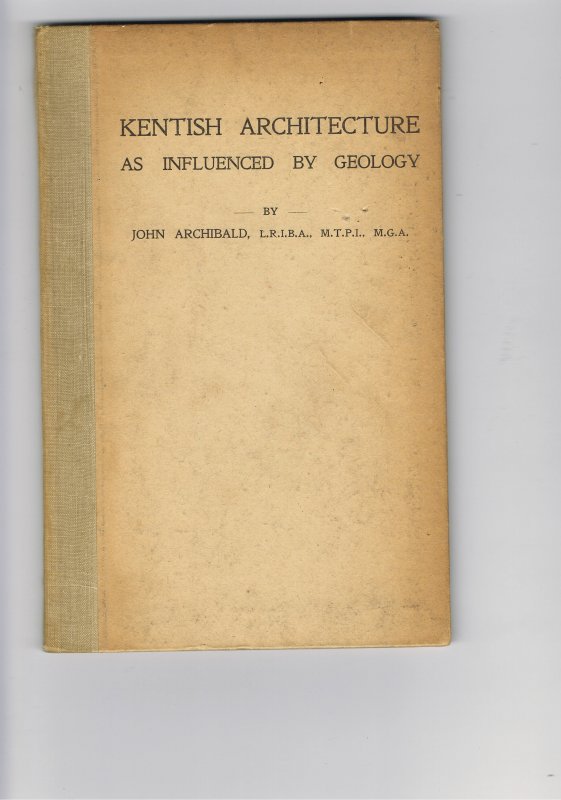 KENTISH ARCHITECTURE
AS INFLUENCED BY GEOLOGY
— BY —
JOHN ARCHIBALD, L.R.I.B.A., M.T.P.I., M.G.A.